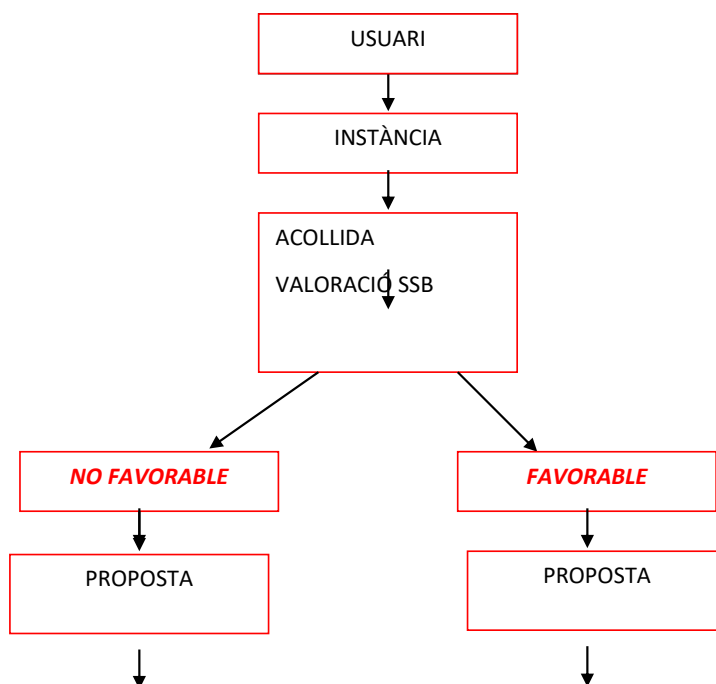 USUARI
INSTÀNCIA
ACOLLIDA
VALORACIÓ SSB
NO FAVORABLE
FAVORABLE
PROPOSTA
PROPOSTA